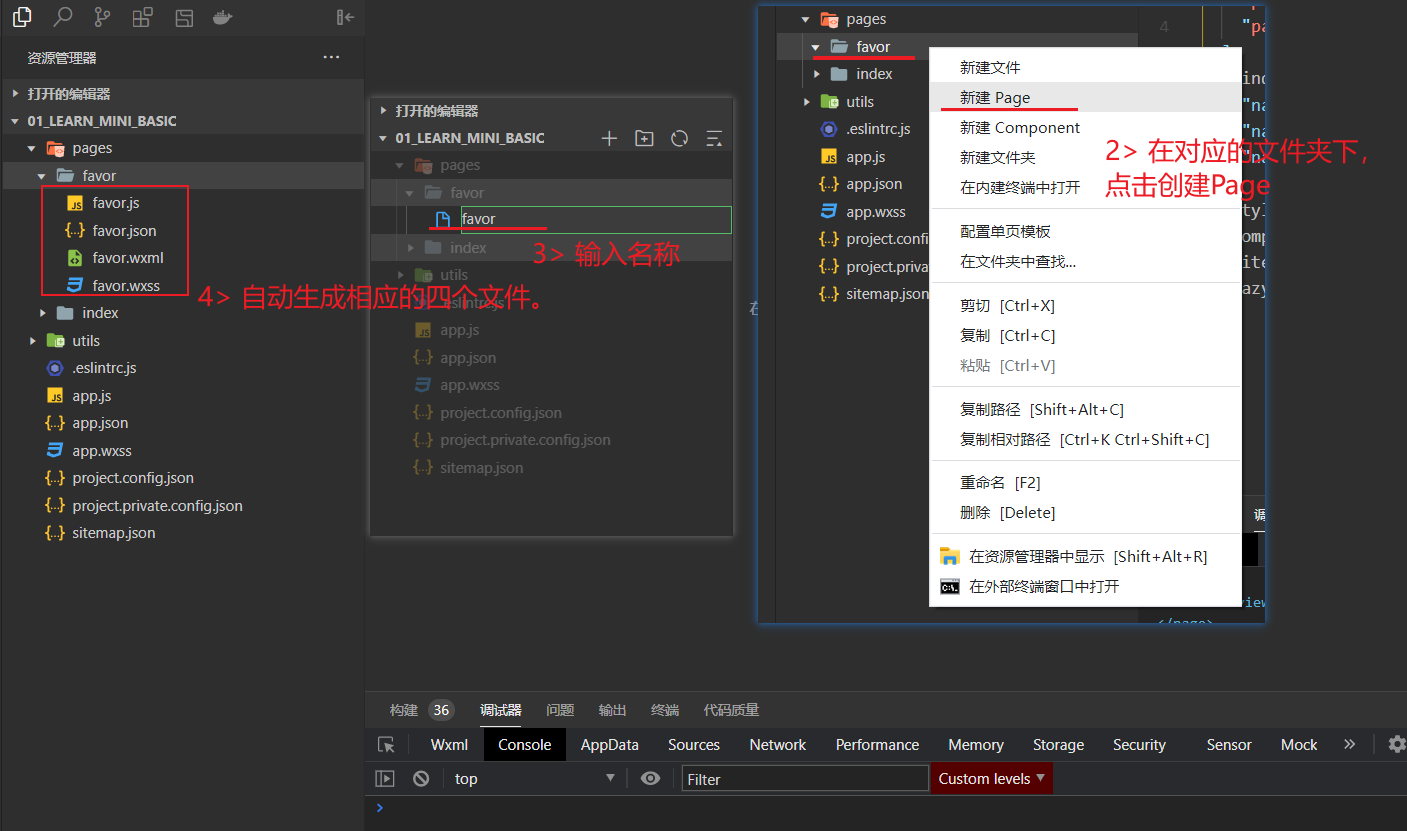 资源管理器
打开的编辑器
01_LEARN_MINI_BASIC
pages
favor
favor.js
favor.json
favor.wxml
favor.wxss
index
utils
.eslintrc.js
app.js
app.json
app.wxss
project.config.json
project.private.config.json
sitemap.json
4> 自动生成相应的四个文件。
打开的编辑器
01_LEARN_MINI_BASIC
pages
favor
favor
3> 输入名称
index
utils
.eslintrc.js
app.js
app.json
app.wxss
project.config.json
project.private.config.json
sitemap.json
pages
favor
index
utils
.eslintrc.js
app.js
app.json
app.wxss
project.confi
project.priva
sitemap.json
4
"pa
新建文件
新建 Page
新建 Component
新建文件夹
在内建终端中打开
配置单页模板
在文件夹中查找...
剪切 [Ctrl+X]
复制 [Ctrl+C]
粘贴 [Ctrl+V]
复制路径 [Shift+Alt+C]
复制相对路径 [Ctrl+K Ctrl+Shift+C]
重命名 [F2]
删除 [Delete]
在资源管理器中显示 [Shift+Alt+R]
在外部终端窗口中打开
2> 在对应的文件夹下，
点击创建Page
构建 36 调试器 问题 输出 终端 代码质量
Wxml Console AppData Sources Network Performance Memory Storage Security Sensor Mock
top Filter Custom levels